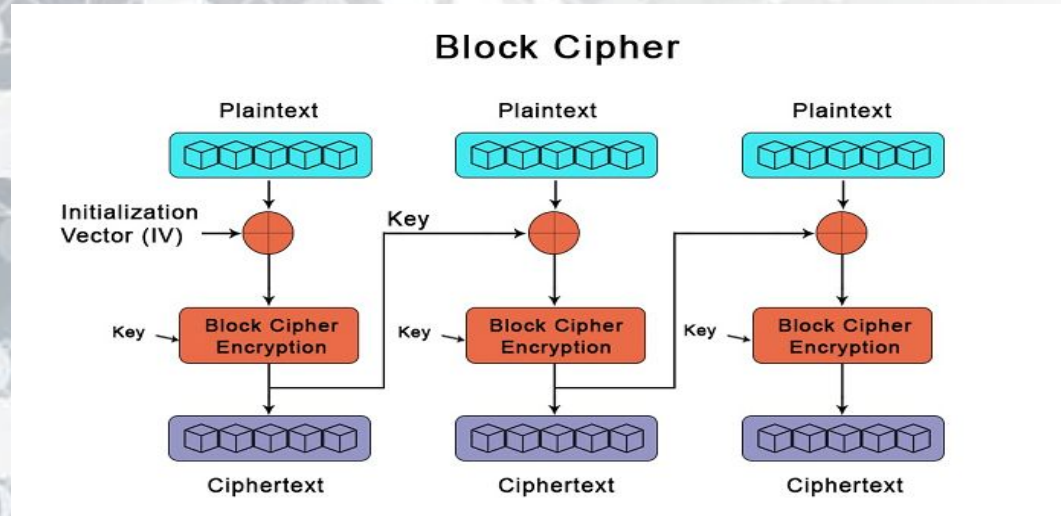 Block Cipher
Plaintext
Plaintext
Plaintext
Initialization
Vector (IV)
Key
Key
Block Cipher
Encryption
Key
Block Cipher
Encryption
Key
Block Cipher
Encryption
Ciphertext
Ciphertext
Ciphertext